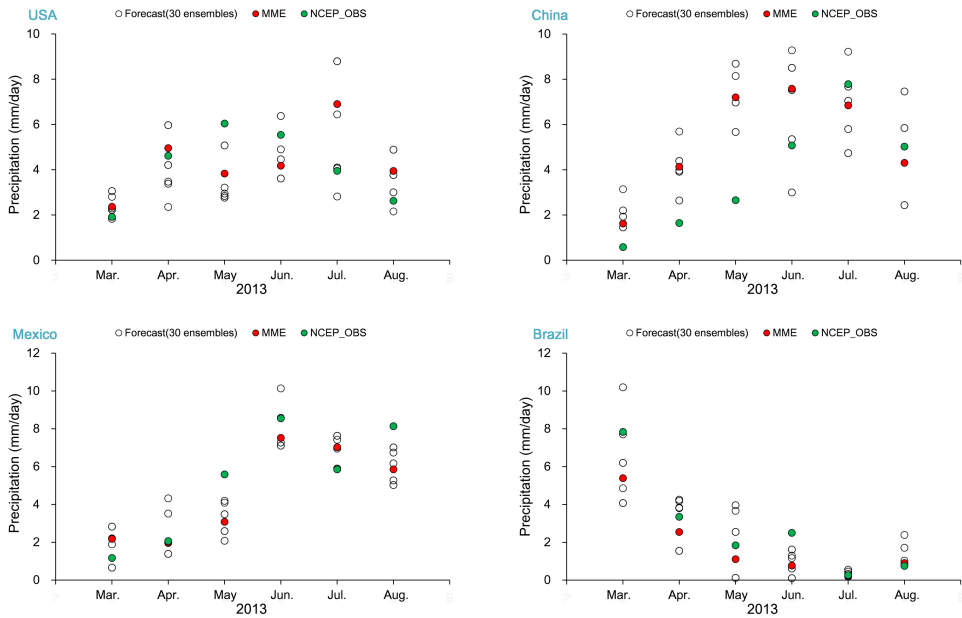 USA
Forecast(30 ensembles) MME NCEP_OBS
Precipitation (mm/day)
10
8
6
4
2
0
Mar. Apr. May Jun. Jul. Aug.
2013
China
Forecast(30 ensembles) MME NCEP_OBS
Precipitation (mm/day)
10
8
6
4
2
0
Mar. Apr. May Jun. Jul. Aug.
2013
Mexico
Forecast(30 ensembles) MME NCEP_OBS
Precipitation (mm/day)
12
10
8
6
4
2
0
Mar. Apr. May Jun. Jul. Aug.
2013
Brazil
Forecast(30 ensembles) MME NCEP_OBS
Precipitation (mm/day)
12
10
8
6
4
2
0
Mar. Apr. May Jun. Jul. Aug.
2013